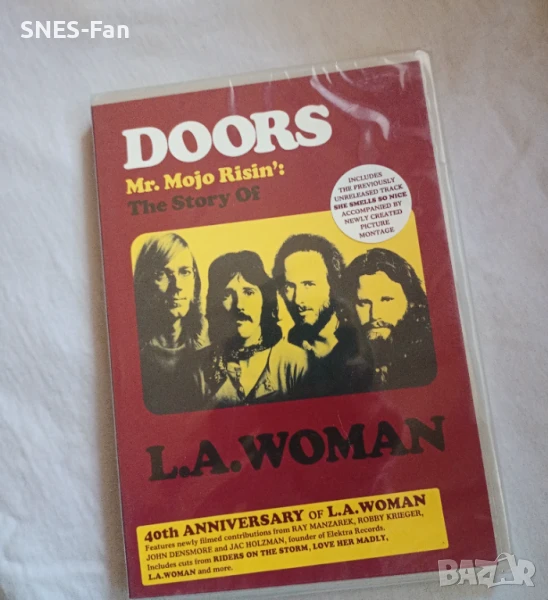 SNES-Fan
DOORS
Mr. Mojo Risin':
The Story Of
INCLUDES
THE PREVIOUSLY
UNRELEASED TRACK
SHE SMELLS SO NICE
ACCOMPANIED BY
NEWLY CREATED
PICTURE
MONTAGE
L.A.WOMAN
40th ANNIVERSARY OF L.A.WOMAN
Features newly filmed contributions from RAY MANZAREK, ROBBY KRIEGER,
JOHN DENSMORE and JAC HOLZMAN, founder of Elektra Records.
Includes cuts from RIDERS ON THE STORM, LOVE HER MADLY,
L.A.WOMAN and more.
BAZAR
.bg